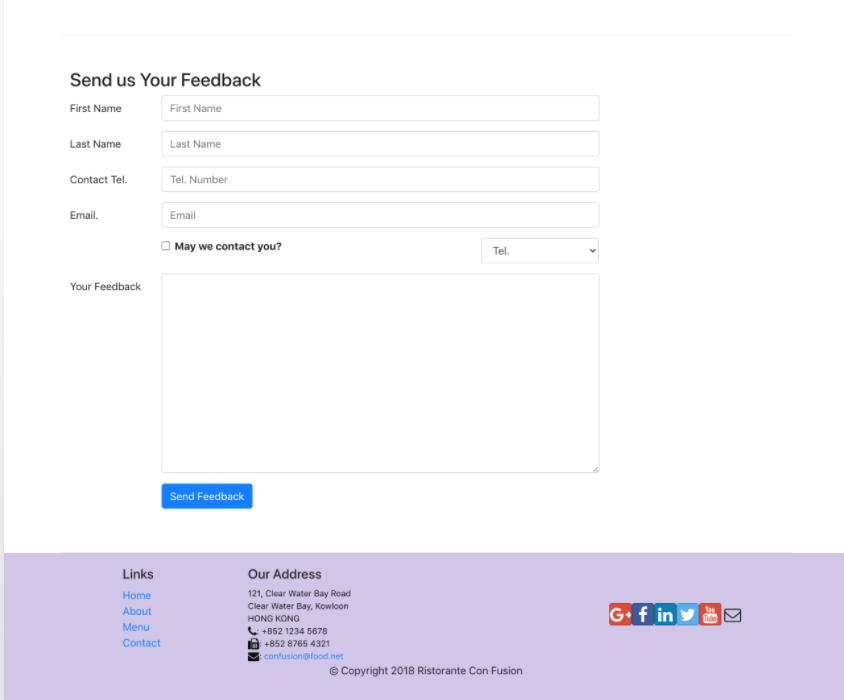 Send us Your Feedback
First Name
First Name
Last Name
Last Name
Contact Tel.
Tel. Number
Email.
Email
May we contact you?
Tel.
Your Feedback
Send Feedback
Links
Home
About
Menu
Contact
Our Address
121, Clear Water Bay Road
Clear Water Bay, Kowloon
HONG KONG
: +852 1234 5678
: +852 8765 4321
: confusion@food.net
G+ f in You Tube
© Copyright 2018 Ristorante Con Fusion